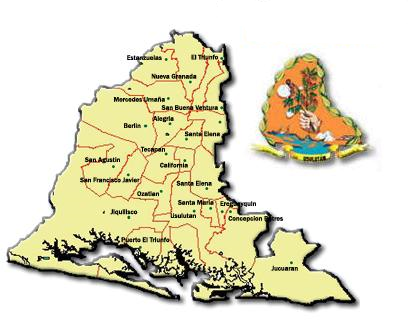 Estanzuelas
El Triunfo
Nueva Granada
Mercedes Umaña
San Buena Ventura
Alegria
Berlin
Santa Elena
Tecapan
San Agustin
California
San Francisco Javier
Santa Elena
Ozatlan
Santa Maria
Ereguayquin
Jiquilisco
Usulutan
Concepcion Batres
Puerto El Triunfo
Jucuaran
USULUTAN